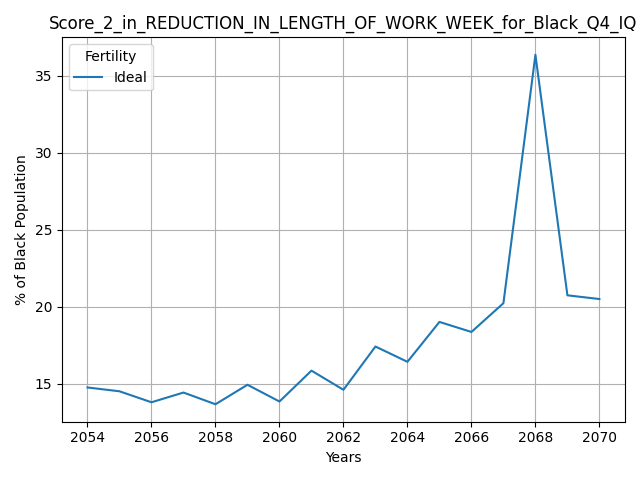 Score_2_in_REDUCTION_IN_LENGTH_OF_WORK_WEEK_for_Black_Q4_IQ
Fertility
Ideal
% of Black Population
35
30
25
20
15
2054 2056 2058 2060 2062 2064 2066 2068 2070
Years